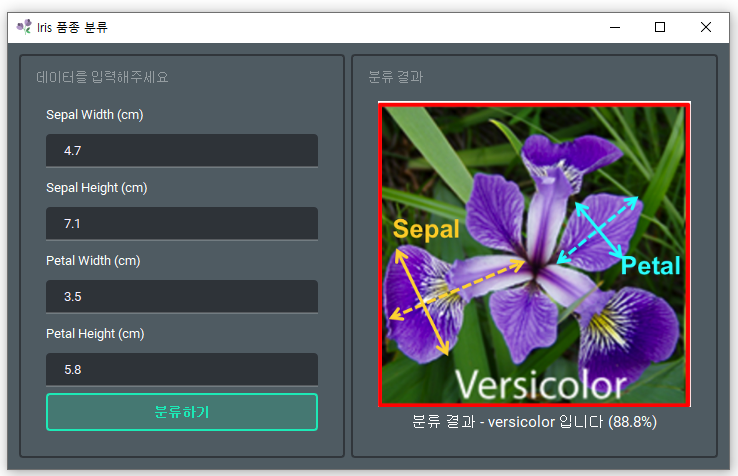 Iris 품종 분류
데이터를 입력해주세요
Sepal Width (cm)
4.7
Sepal Height (cm)
7.1
Petal Width (cm)
3.5
Petal Height (cm)
5.8
분류하기
분류 결과
Sepal
Petal
Versicolor
분류 결과 - versicolor 입니다 (88.8%)